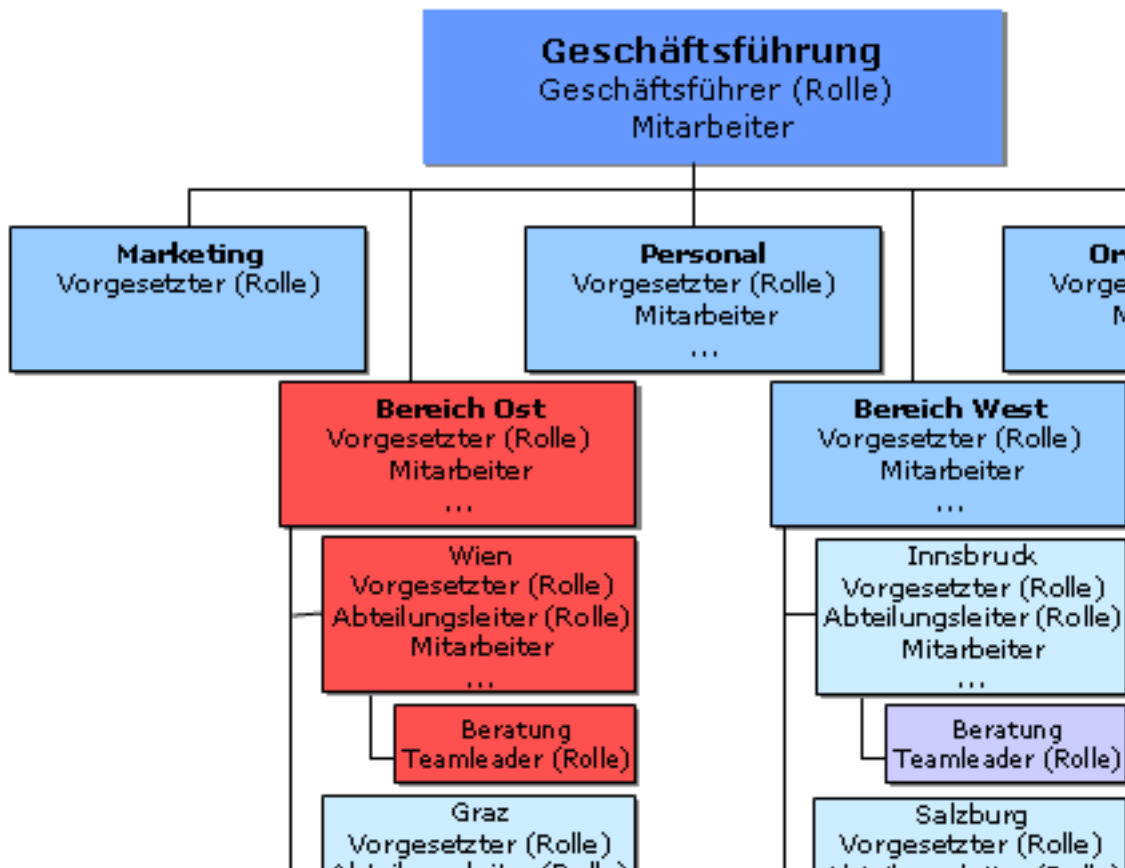 Geschäftsführung
Geschäftsführer (Rolle)
Mitarbeiter
Marketing
Vorgesetzter (Rolle)
Personal
Vorgesetzter (Rolle)
Mitarbeiter
...
Bereich Ost
Vorgesetzter (Rolle)
Mitarbeiter
...
Bereich West
Vorgesetzter (Rolle)
Mitarbeiter
...
Wien
Vorgesetzter (Rolle)
Abteilungsleiter (Rolle)
Mitarbeiter
...
Innsbruck
Vorgesetzter (Rolle)
Abteilungsleiter (Rolle)
Mitarbeiter
...
Beratung
Teamleader (Rolle)
Beratung
Teamleader (Rolle)
Graz
Vorgesetzter (Rolle)
Salzburg
Vorgesetzter (Rolle)